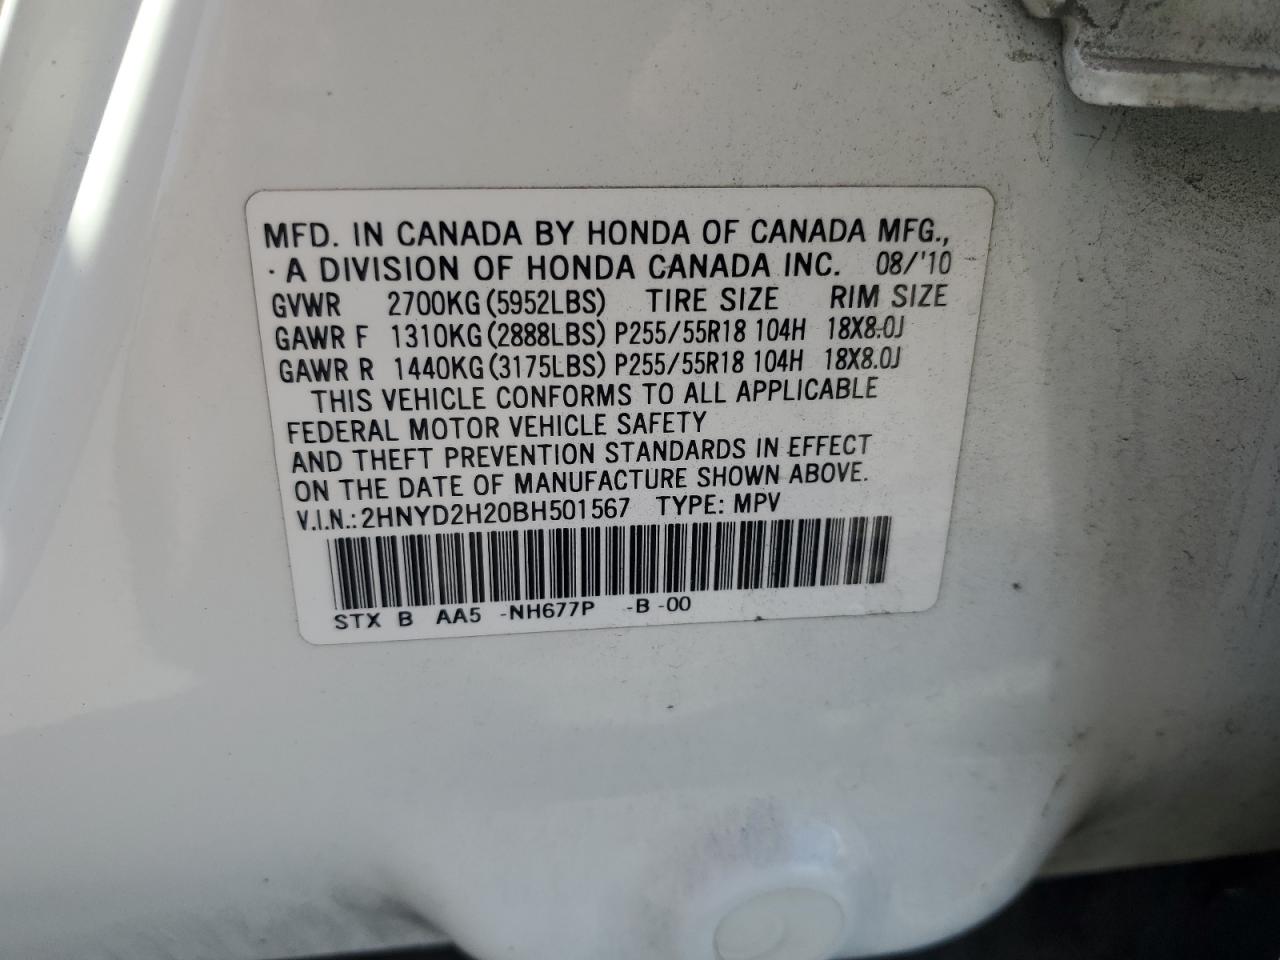 MFD. IN CANADA BY HONDA OF CANADA MFG.,
A DIVISION OF HONDA CANADA INC. 08/'10
GVWR 2700KG (5952LBS) TIRE SIZE RIM SIZE
GAWR F 1310KG (2888LBS) P255/55R18 104H 18X8.0J
GAWR R 1440KG (3175LBS) P255/55R18 104H 18X8.0J
THIS VEHICLE CONFORMS TO ALL APPLICABLE
FEDERAL MOTOR VEHICLE SAFETY
AND THEFT PREVENTION STANDARDS IN EFFECT
ON THE DATE OF MANUFACTURE SHOWN ABOVE.
V.I.N.: 2HNYD2H20BH501567 TYPE: MPV
STX B AA5 -NH677P -B -00